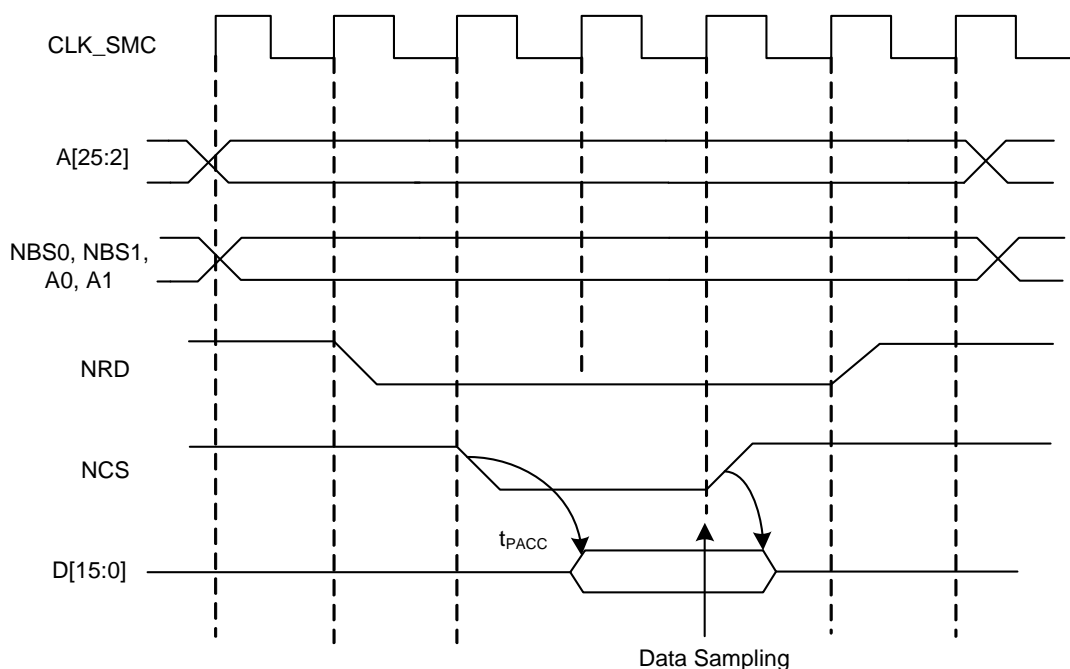 CLK_SMC
A[25:2]
NBS0, NBS1,
A0, A1
NRD
NCS
tPACC
D[15:0]
Data Sampling